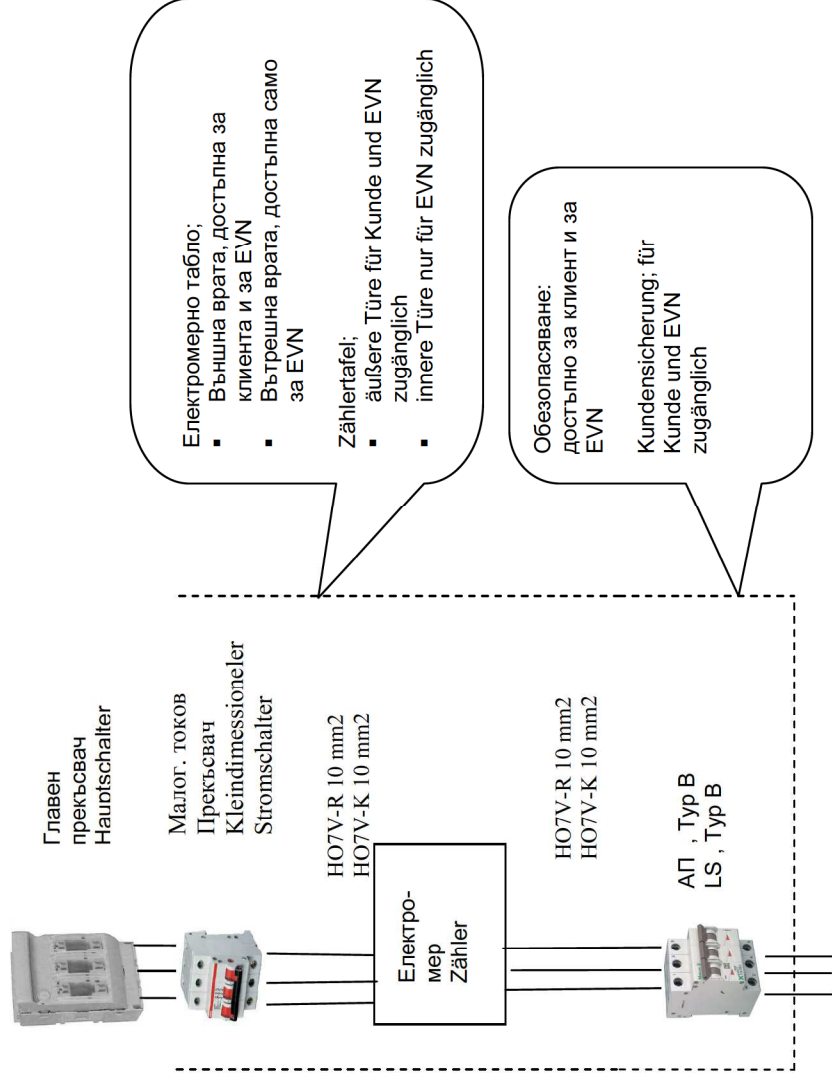 Главен
прекъсвач
Hauptschalter
Малог. токов
Прекъсвач
Kleindimessioneler
Stromschalter
HO7V-R 10 mm2
HO7V-K 10 mm2
Електро-
мер
Zähler
HO7V-R 10 mm2
HO7V-K 10 mm2
АП , Typ B
LS , Typ B
Електромерно табло;
▪ Външна врата, достъпна за
клиента и за EVN
▪ Вътрешна врата, достъпна само
за EVN
Zählertafel;
▪ äußere Türe für Kunde und EVN
zugänglich
▪ innere Türe nur für EVN zugänglich
Обезопасяване:
достъпно за клиент и за
EVN
Kundensicherung; für
Kunde und EVN
zugänglich